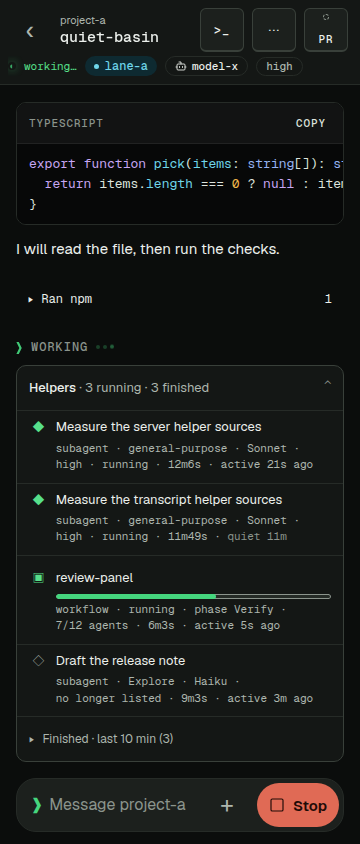 project-a
quiet-basin
>_
...
PR
working…
lane-a
model-x
high
TYPESCRIPT
COPY
export function pick(items: string[]): st
return items.length === 0 ? null : item
}
I will read the file, then run the checks.
Ran npm
1
WORKING
Helpers · 3 running · 3 finished
Measure the server helper sources
subagent · general-purpose · Sonnet ·
high · running · 12m6s · active 21s ago
Measure the transcript helper sources
subagent · general-purpose · Sonnet ·
high · running · 11m49s · quiet 11m
review-panel
workflow · running · phase Verify ·
7/12 agents · 6m3s · active 5s ago
Draft the release note
subagent · Explore · Haiku ·
no longer listed · 9m3s · active 3m ago
Finished · last 10 min (3)
Message project-a
+
Stop